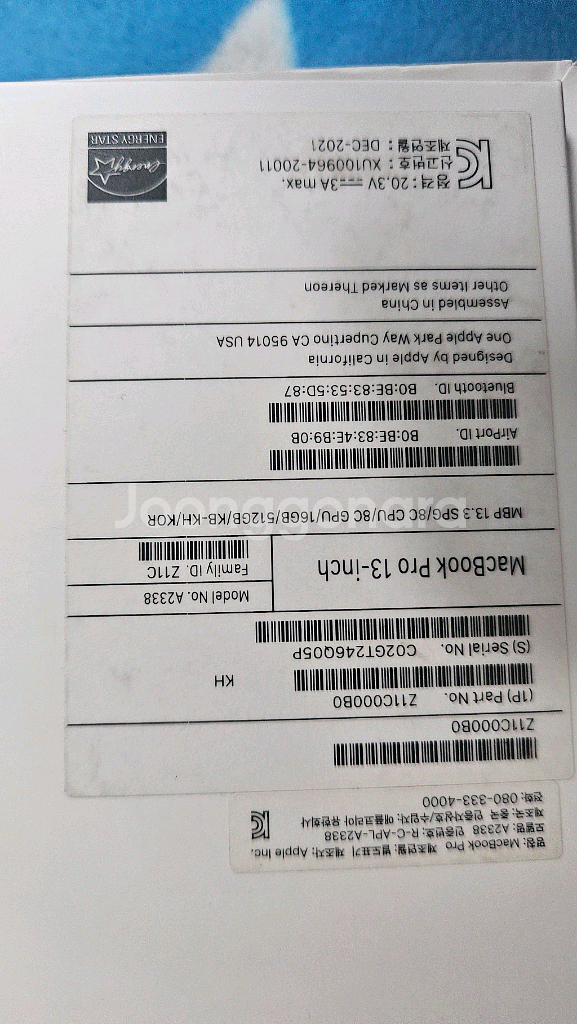 명칭: MacBook Pro 제조연월: 별도표기 제조자: Apple Inc.
모델명: A2338 인증번호: R-C-APL-A2338
제조국: 중국 인증자상호/수입자: 애플코리아 유한회사
전화: 080-333-4000
Z11C000B0
(1P) Part No. Z11C000B0
KH
(S) Serial No. C02GT246Q05P
MacBook Pro 13-inch
Model No. A2338
Family ID. Z11C
MBP 13.3 SPG/8C CPU/8C GPU/16GB/512GB/KB-KH/KOR
AirPort ID. B0:BE:83:4E:B9:0B
Bluetooth ID. B0:BE:83:53:5D:87
Designed by Apple in California
One Apple Park Way Cupertino CA 95014 USA
Assembled in China
Other Items as Marked Thereon
정격 : 20.3V ⎓3A max.
신고번호 : XU100964-20011
제조연월 : DEC-2021
energy
ENERGY STAR
Joonggonara